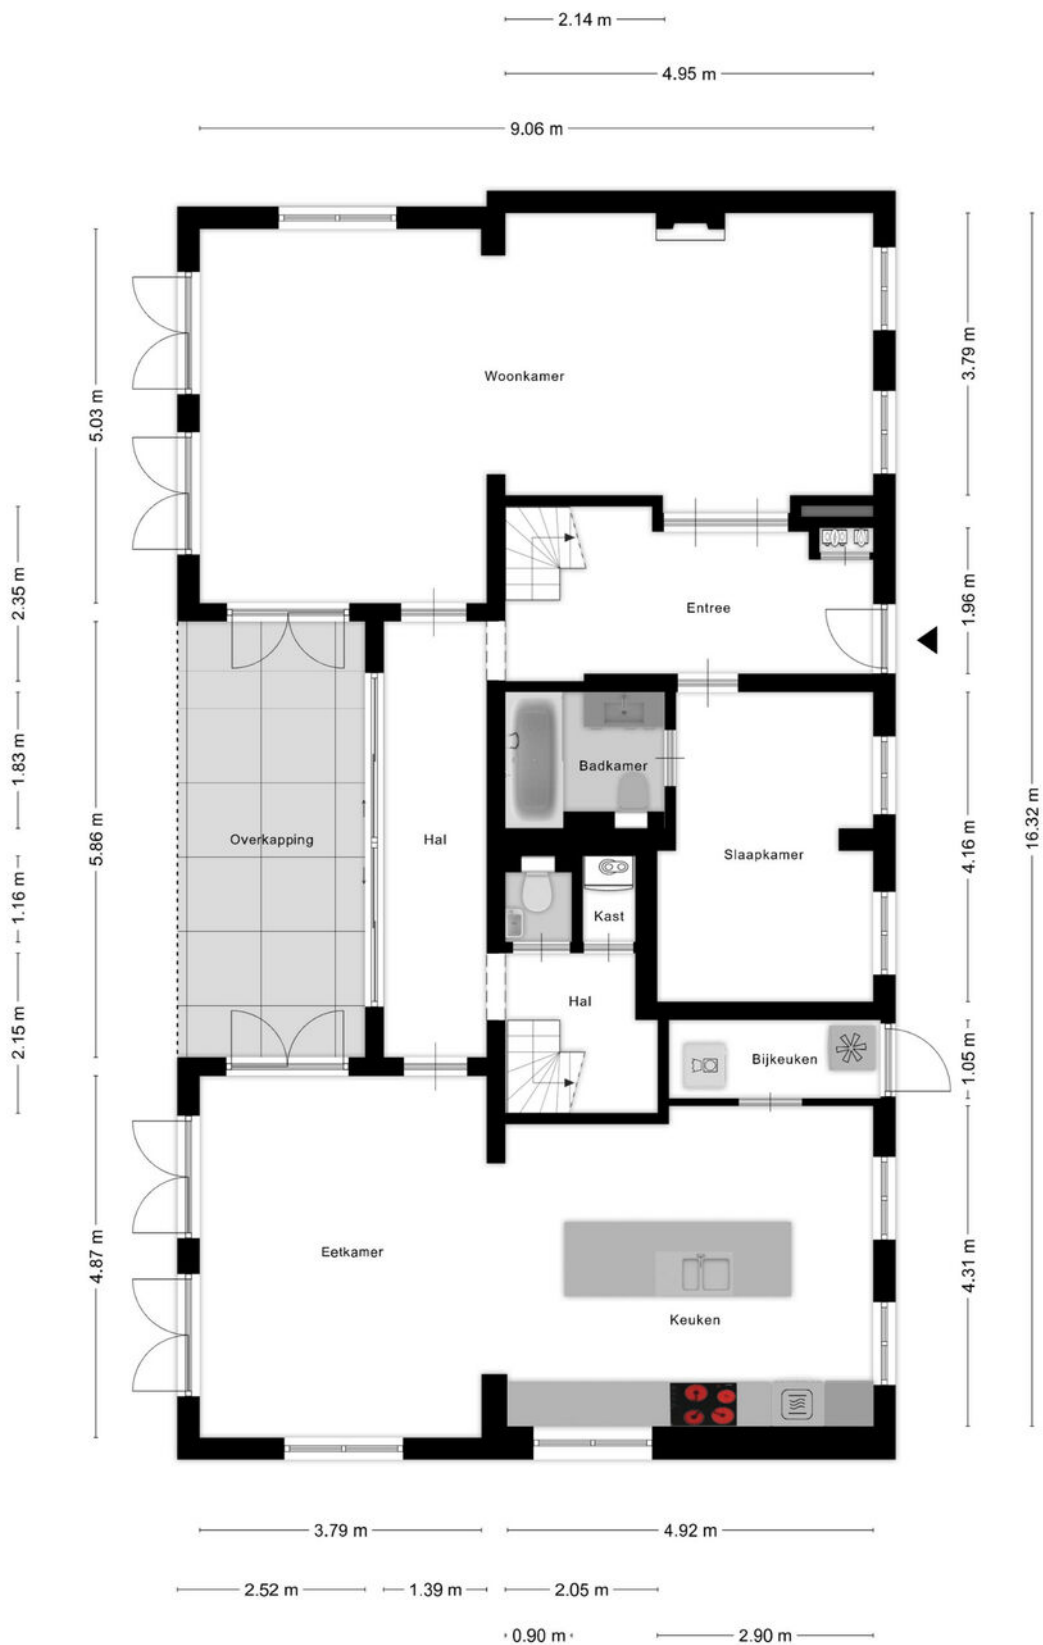 2.14 m
4.95 m
9.06 m
5.03 m
Woonkamer
3.79 m
2.35 m
Entree
1.96 m
1.83 m
Badkamer
5.86 m
Overkapping
Hal
Slaapkamer
4.16 m
16.32 m
1.16 m
Kast
Hal
2.15 m
Bijkeuken
1.05 m
4.87 m
Eetkamer
Keuken
4.31 m
3.79 m
4.92 m
2.52 m
1.39 m
2.05 m
0.90 m
2.90 m